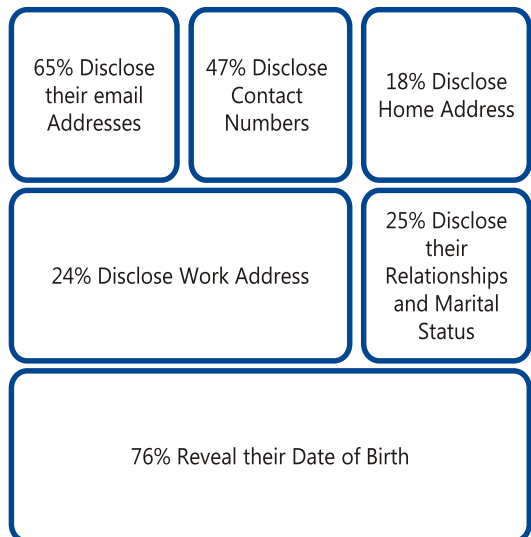 65% Disclose
their email
Addresses
47% Disclose
Contact
Numbers
18% Disclose
Home Address
24% Disclose Work Address
25% Disclose
their
Relationships
and Marital
Status
76% Reveal their Date of Birth